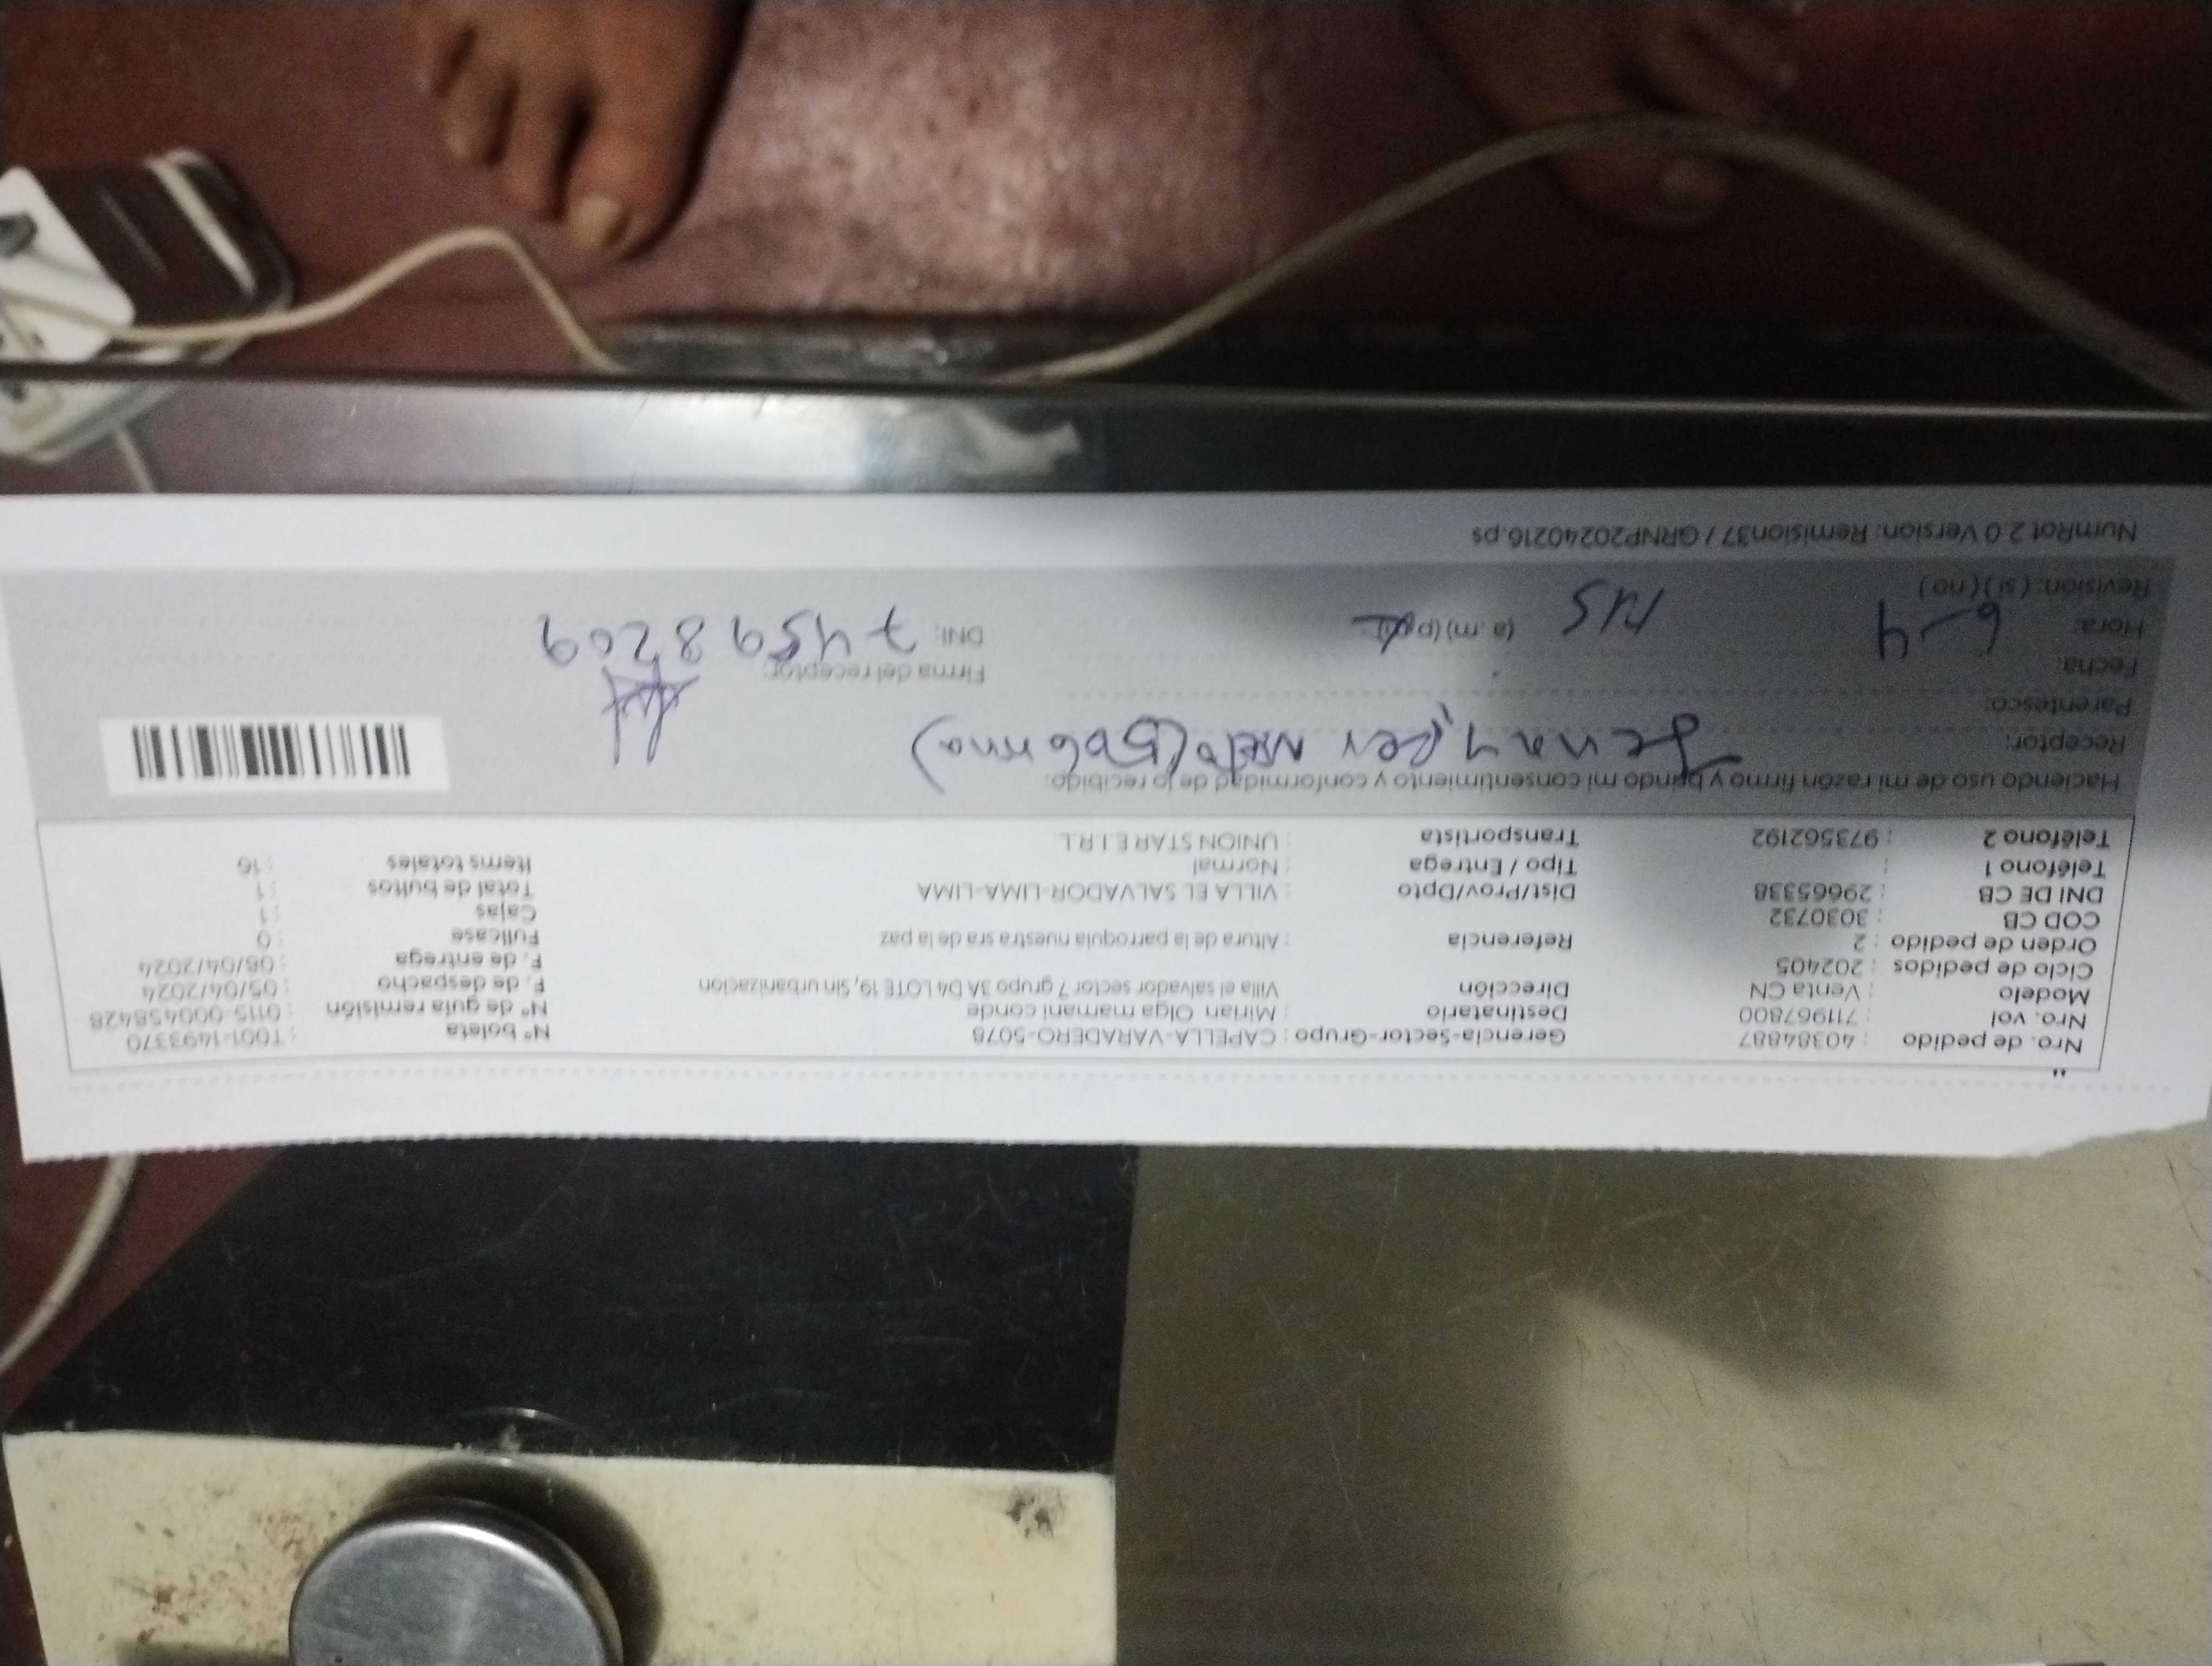 Nro. de pedido : 40384887 Gerencia-Sector-Grupo : CAPELLA-VARADERO-5078 Nº boleta : T001-1493370
Nro. vol : 711967800 Destinatario : Mirian Olga mamani conde Nº de guía remisión : 0115-000458428
Modelo : Venta CN Dirección : Villa el salvador sector 7 grupo 3A D4 LOTE 19, Sin urbanizacion F. de despacho : 05/04/2024
Ciclo de pedidos : 202405 F. de entrega : 08/04/2024
Orden de pedido : 2 Referencia : Altura de la parroquia nuestra sra de la paz Fullcase : 0
COD CB : 3030732 Cajas : 1
DNI DE CB : 29665338 Dist/Prov/Dpto : VILLA EL SALVADOR-LIMA-LIMA Total de bultos : 1
Teléfono 1 : Tipo / Entrega : Normal Items totales : 16
Teléfono 2 : 973562192 Transportista : UNION STAR E.I.R.L.
Haciendo uso de mi razón firmo y brindo mi consentimiento y conformidad de lo recibido:
Receptor:
Parentesco:
Fecha: 6-4 Firma del receptor:
Hora: (a.m) DNI: 74598209
Revisión: ( si ) ( no )
NumRot 2.0 Version: Remision37 / GRNP20240216.ps